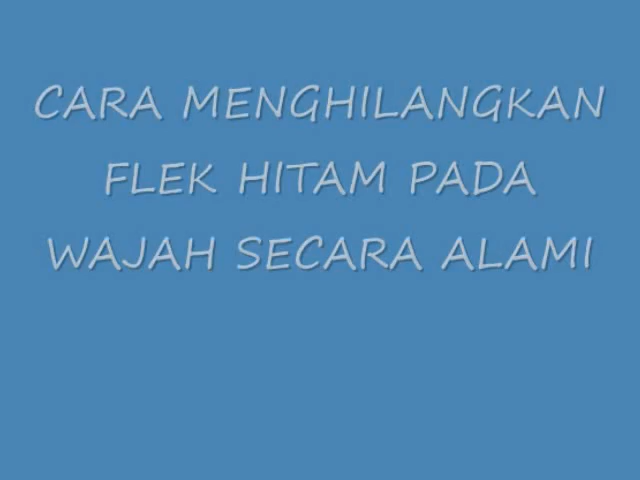 CARA MENGHILANGKAN
FLEK HITAM PADA
WAJAH SECARA ALAMI